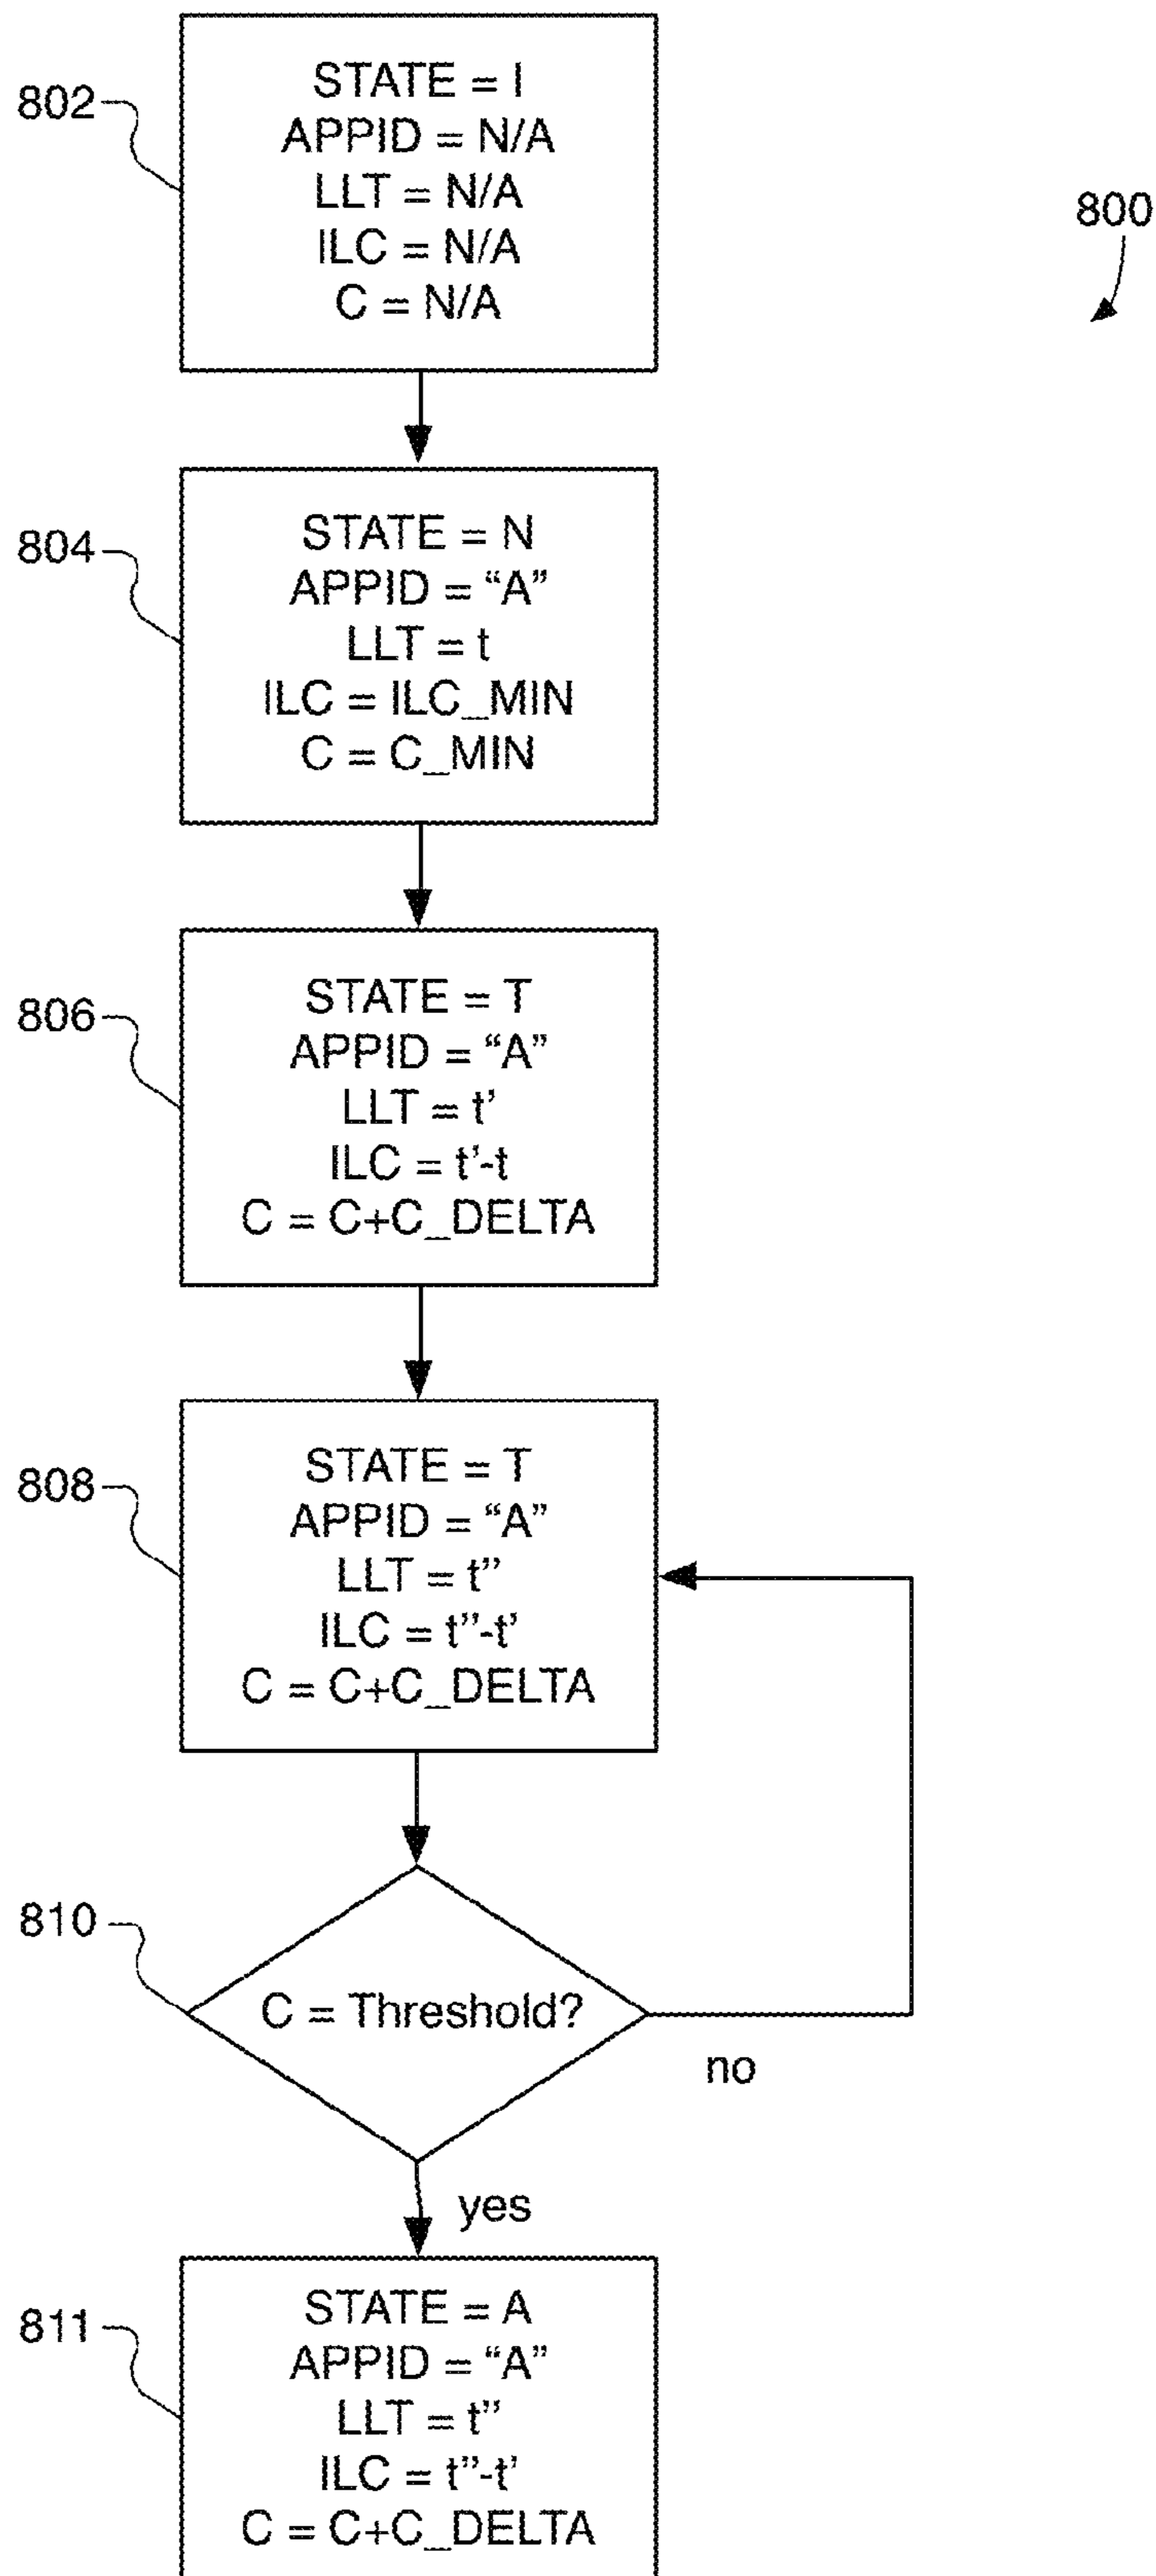 802
STATE = I
APPID = N/A
LLT = N/A
ILC = N/A
C = N/A
800
804
STATE = N
APPID = “A”
LLT = t
ILC = ILC_MIN
C = C_MIN
806
STATE = T
APPID = “A”
LLT = t’
ILC = t’-t
C = C+C_DELTA
808
STATE = T
APPID = “A”
LLT = t”
ILC = t”-t’
C = C+C_DELTA
810
C = Threshold?
no
yes
811
STATE = A
APPID = “A”
LLT = t”
ILC = t”-t’
C = C+C_DELTA